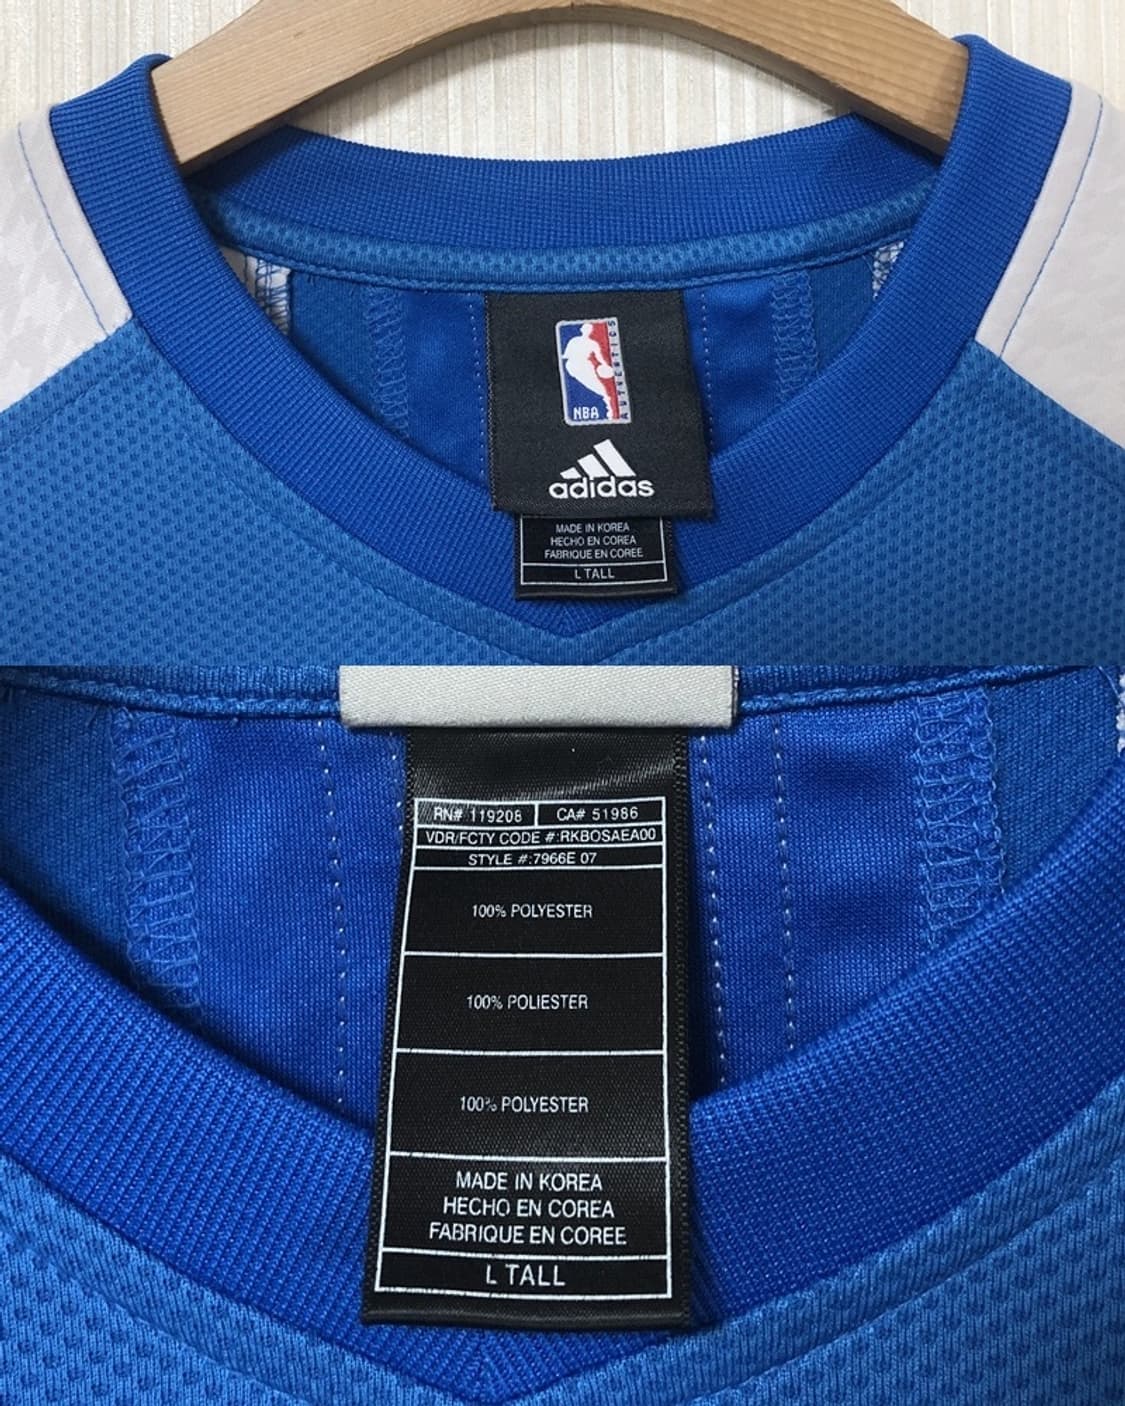 NBA
AUTHENTICS
adidas
MADE IN KOREA
HECHO EN COREA
FABRIQUE EN COREE
L TALL
RN# 119208 CA# 51986
VDR/FCTY CODE #:RKBOSAEA00
STYLE #:7966E 07
100% POLYESTER
100% POLIESTER
100% POLYESTER
MADE IN KOREA
HECHO EN COREA
FABRIQUE EN COREE
L TALL